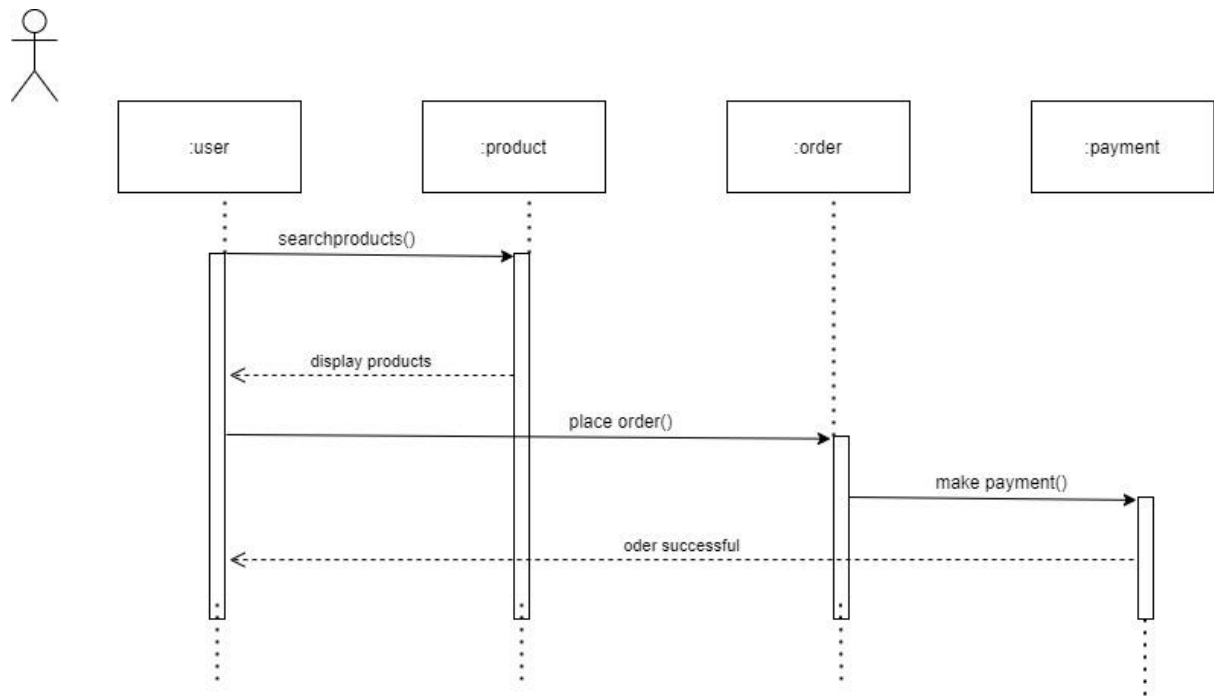 :user
:product
:order
:payment
searchproducts()
display products
place order()
make payment()
oder successful